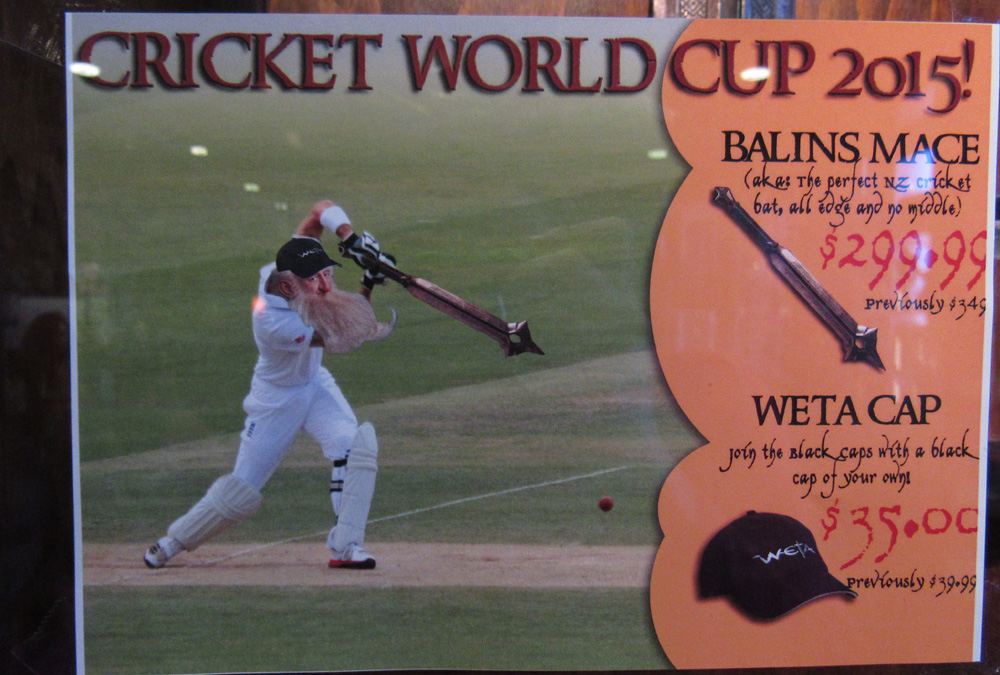 CRICKET WORLD CUP 2015!
BALINS MACE
(aka: The perfect NZ cricket
bat, all edge and no middle)
$299.99
Previously $349
WETA CAP
Join the Black Caps with a black
cap of your own!
$35.00
Previously $39.99
WETA
WETA